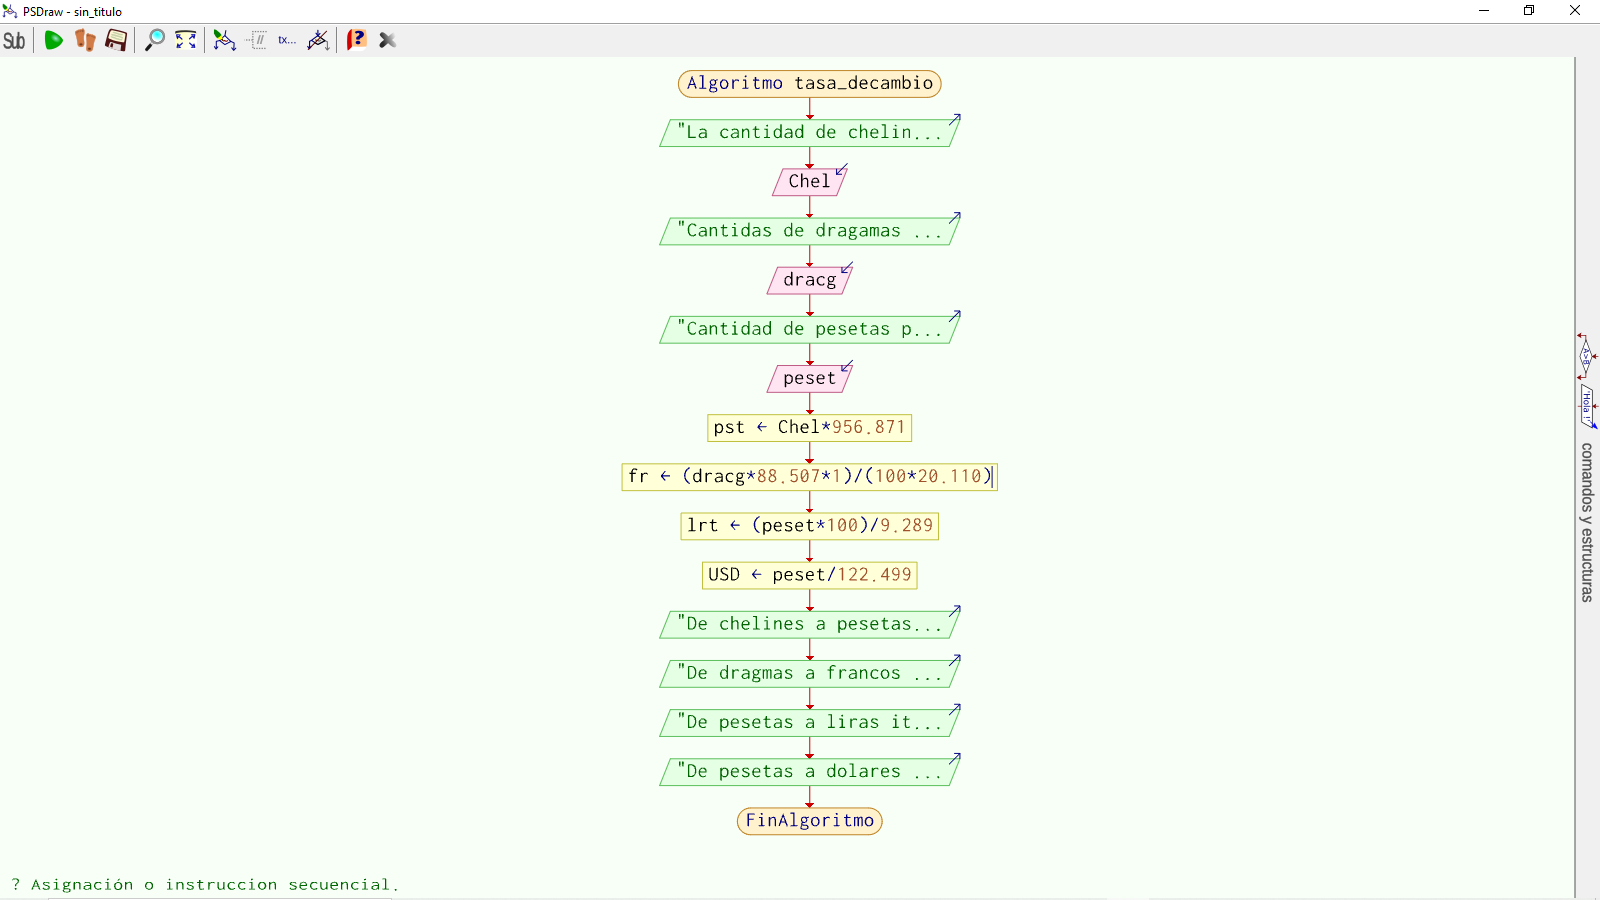 PSDraw - sin_titulo
Sub
tx...
Algoritmo tasa_decambio
"La cantidad de chelin...
Chel
"Cantidas de dragamas ...
dracg
"Cantidad de pesetas p...
peset
pst ← Chel*956.871
fr ← (dracg*88.507*1)/(100*20.110)
lrt ← (peset*100)/9.289
USD ← peset/122.499
"De chelines a pesetas...
"De dragmas a francos ...
"De pesetas a liras it...
"De pesetas a dolares ...
FinAlgoritmo
A>B
'Hola !'
comandos y estructuras
? Asignación o instruccion secuencial.